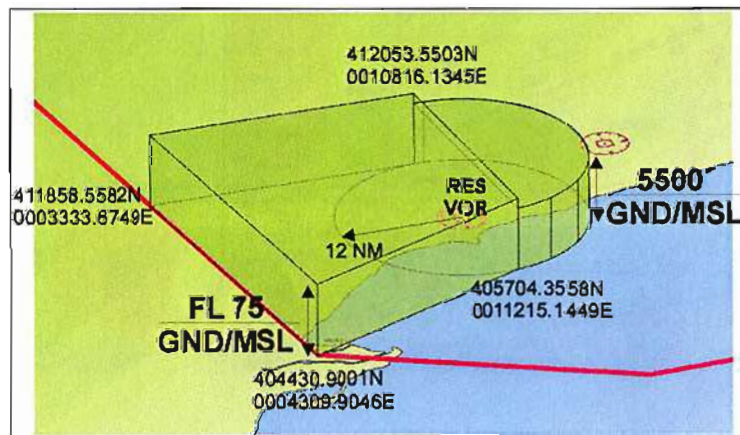 412053.5503N
0010816.1345E
411858.5582N
0003333.6749E
RES
VOR
12 NM
5500
GND/MSL
405704.3558N
0011215.1449E
FL 75
GND/MSL
404430.9001N
0004309.9046E